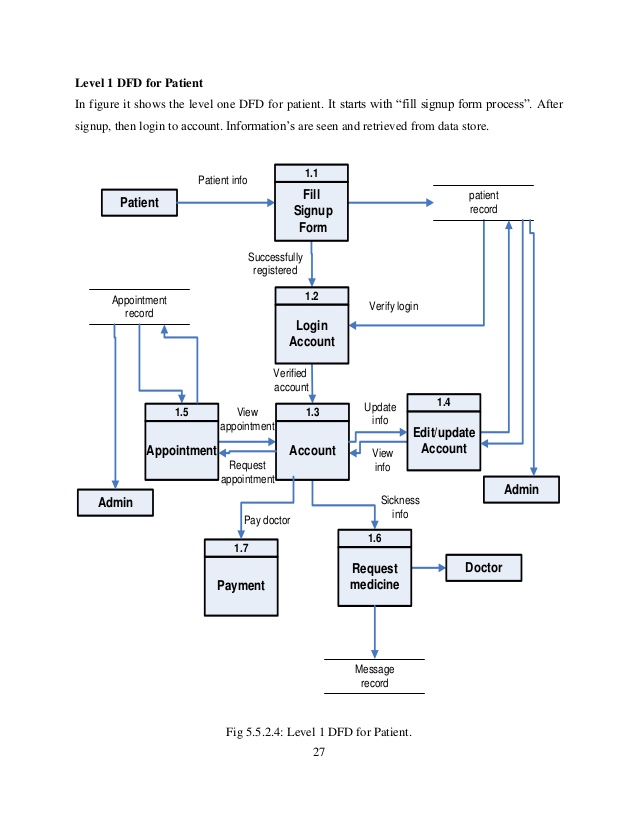 Level 1 DFD for Patient
In figure it shows the level one DFD for patient. It starts with “fill signup form process”. After
signup, then login to account. Information’s are seen and retrieved from data store.
1.1
Patient info
Fill
Signup
Form
Patient
patient
record
Successfully
registered
1.2
Appointment
record
Verify login
Login
Account
Verified
account
1.4
1.5
View
appointment
1.3
Update
info
Edit/update
Account
Appointment
Account
View
info
Request
appointment
Admin
Admin
Sickness
info
Pay doctor
1.6
1.7
Request
medicine
Doctor
Payment
Message
record
Fig 5.5.2.4: Level 1 DFD for Patient.
27